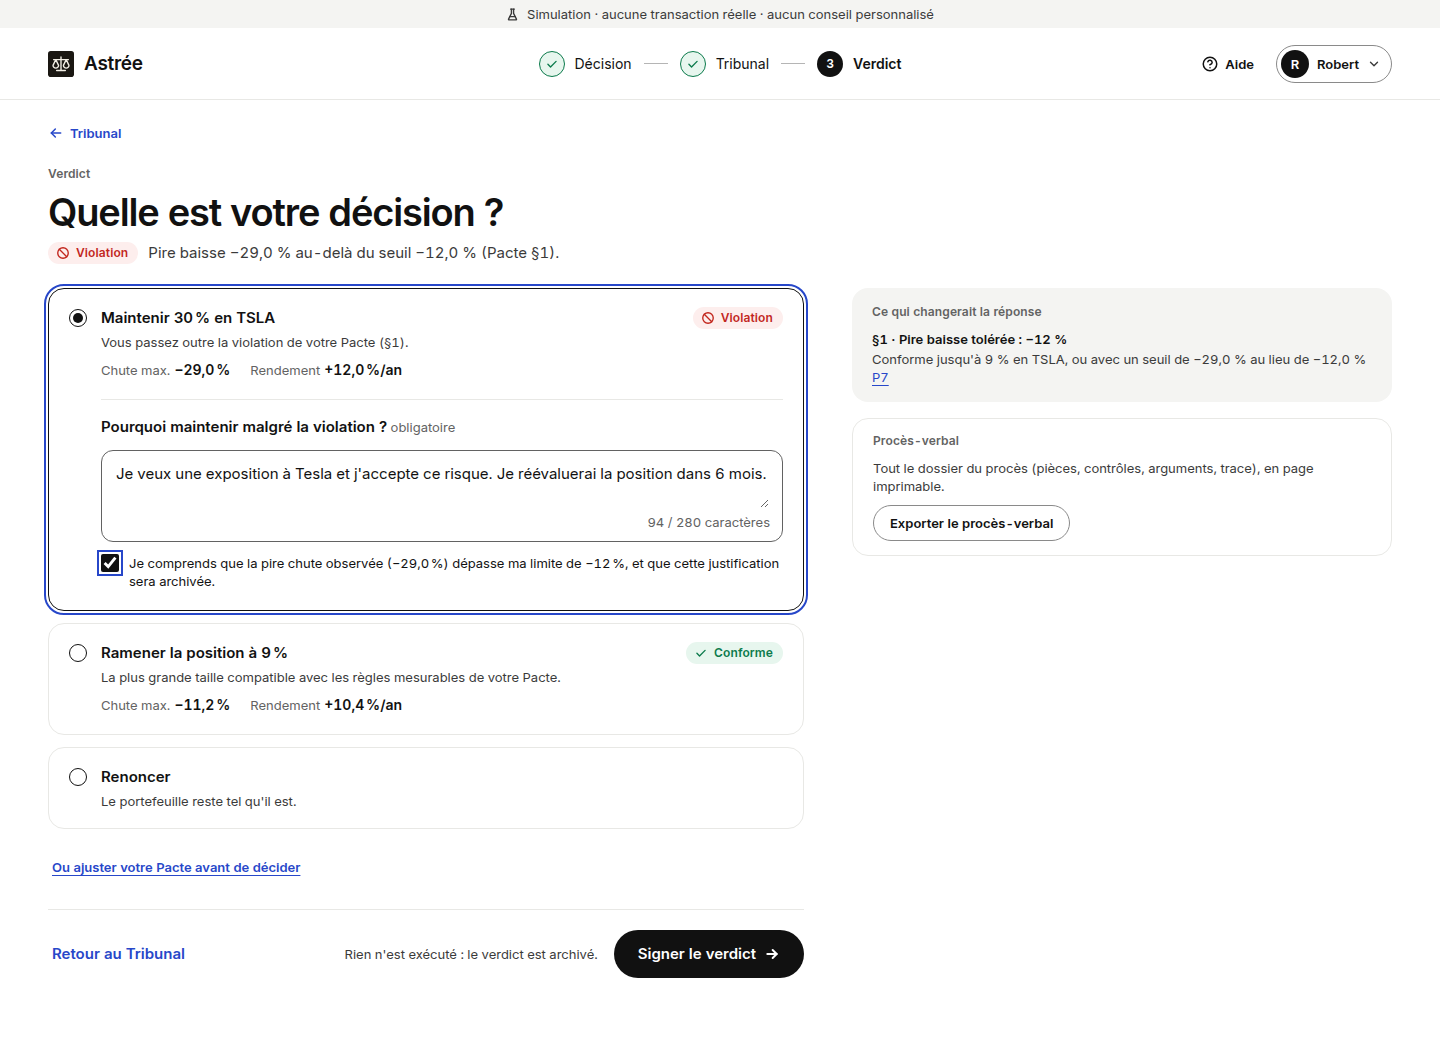 Simulation · aucune transaction réelle · aucun conseil personnalisé
Astrée
Décision
Tribunal
3 Verdict
Aide
R Robert
← Tribunal
Verdict
Quelle est votre décision ?
Violation Pire baisse −29,0 % au-delà du seuil −12,0 % (Pacte §1).
Maintenir 30 % en TSLA
Violation
Vous passez outre la violation de votre Pacte (§1).
Chute max. −29,0 % Rendement +12,0 %/an
Pourquoi maintenir malgré la violation ? obligatoire
Je veux une exposition à Tesla et j'accepte ce risque. Je réévaluerai la position dans 6 mois.
94 / 280 caractères
Je comprends que la pire chute observée (−29,0 %) dépasse ma limite de −12 %, et que cette justification
sera archivée.
Ramener la position à 9 %
Conforme
La plus grande taille compatible avec les règles mesurables de votre Pacte.
Chute max. −11,2 % Rendement +10,4 %/an
Renoncer
Le portefeuille reste tel qu'il est.
Ou ajuster votre Pacte avant de décider
Retour au Tribunal
Rien n'est exécuté : le verdict est archivé.
Signer le verdict →
Ce qui changerait la réponse
§1 · Pire baisse tolérée : −12 %
Conforme jusqu'à 9 % en TSLA, ou avec un seuil de −29,0 % au lieu de −12,0 %
P7
Procès-verbal
Tout le dossier du procès (pièces, contrôles, arguments, trace), en page
imprimable.
Exporter le procès-verbal